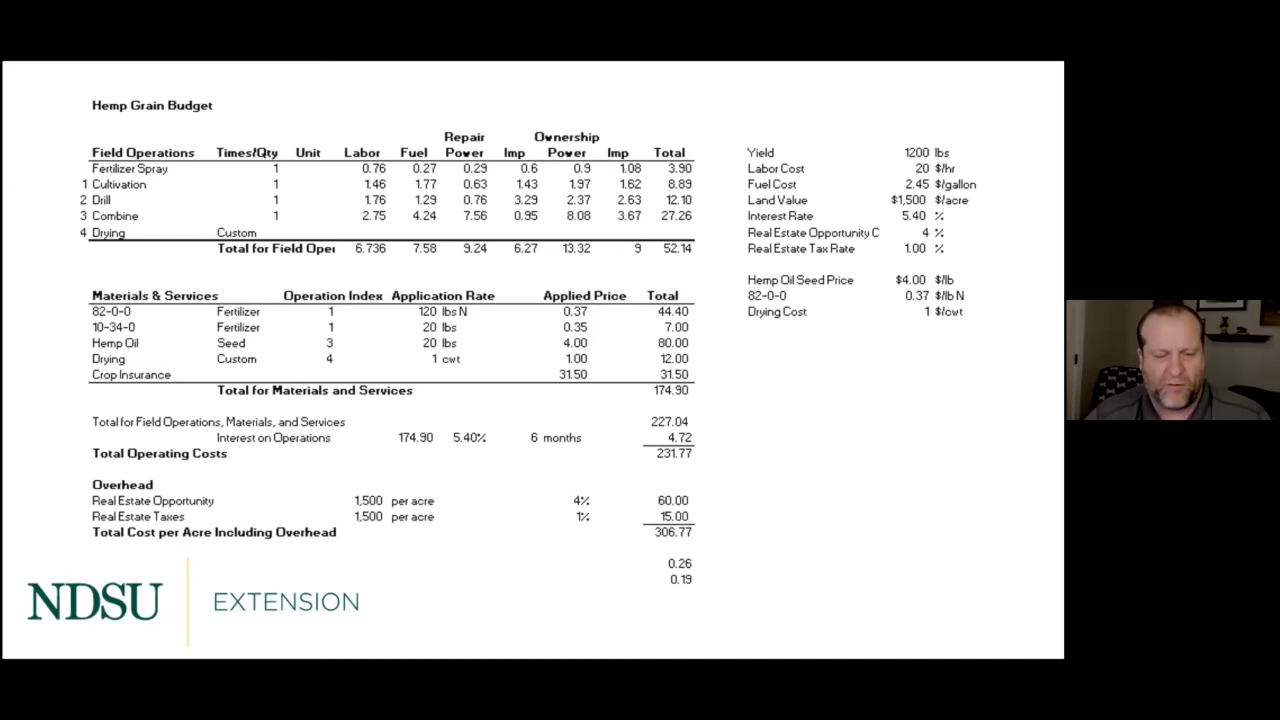 Hemp Grain Budget
Repair Ownership
Field Operations Times/Qty Unit Labor Fuel Power Imp Power Imp Total
Fertilizer Spray 1 0.76 0.27 0.29 0.6 0.9 1.08 3.90
1 Cultivation 1 1.46 1.77 0.63 1.43 1.97 1.62 8.89
2 Drill 1 1.76 1.29 0.76 3.29 2.37 2.63 12.10
3 Combine 1 2.75 4.24 7.56 0.95 8.08 3.67 27.26
4 Drying Custom
Total for Field Oper 6.736 7.58 9.24 6.27 13.32 9 52.14
Materials & Services Operation Index Application Rate Applied Price Total
82-0-0 Fertilizer 1 120 lbs N 0.37 44.40
10-34-0 Fertilizer 1 20 lbs 0.35 7.00
Hemp Oil Seed 3 20 lbs 4.00 80.00
Drying Custom 4 1 cwt 1.00 12.00
Crop Insurance 31.50 31.50
Total for Materials and Services 174.90
Total for Field Operations, Materials, and Services 227.04
Interest on Operations 174.90 5.40% 6 months 4.72
Total Operating Costs 231.77
Overhead
Real Estate Opportunity 1,500 per acre 4% 60.00
Real Estate Taxes 1,500 per acre 1% 15.00
Total Cost per Acre Including Overhead 306.77
0.26
0.19
Yield 1200 lbs
Labor Cost 20 $/hr
Fuel Cost 2.45 $/gallon
Land Value $1,500 $/acre
Interest Rate 5.40 %
Real Estate Opportunity C 4 %
Real Estate Tax Rate 1.00 %
Hemp Oil Seed Price $4.00 $/lb
82-0-0 0.37 $/lb N
Drying Cost 1 $/cwt
NDSU EXTENSION